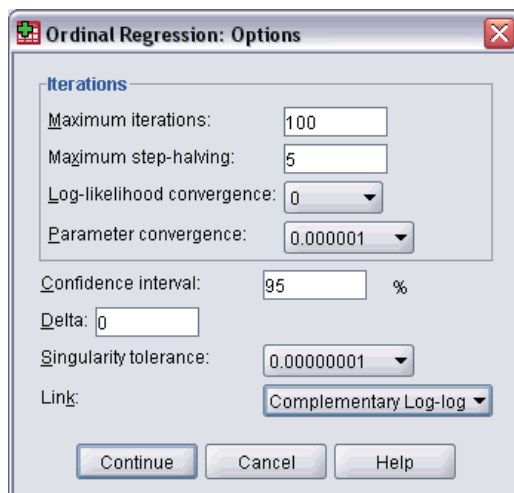 Ordinal Regression: Options
Iterations
Maximum iterations: 100
Maximum step-halving: 5
Log-likelihood convergence: 0
Parameter convergence: 0.000001
Confidence interval: 95 %
Delta: 0
Singularity tolerance: 0.00000001
Link: Complementary Log-log
Continue Cancel Help